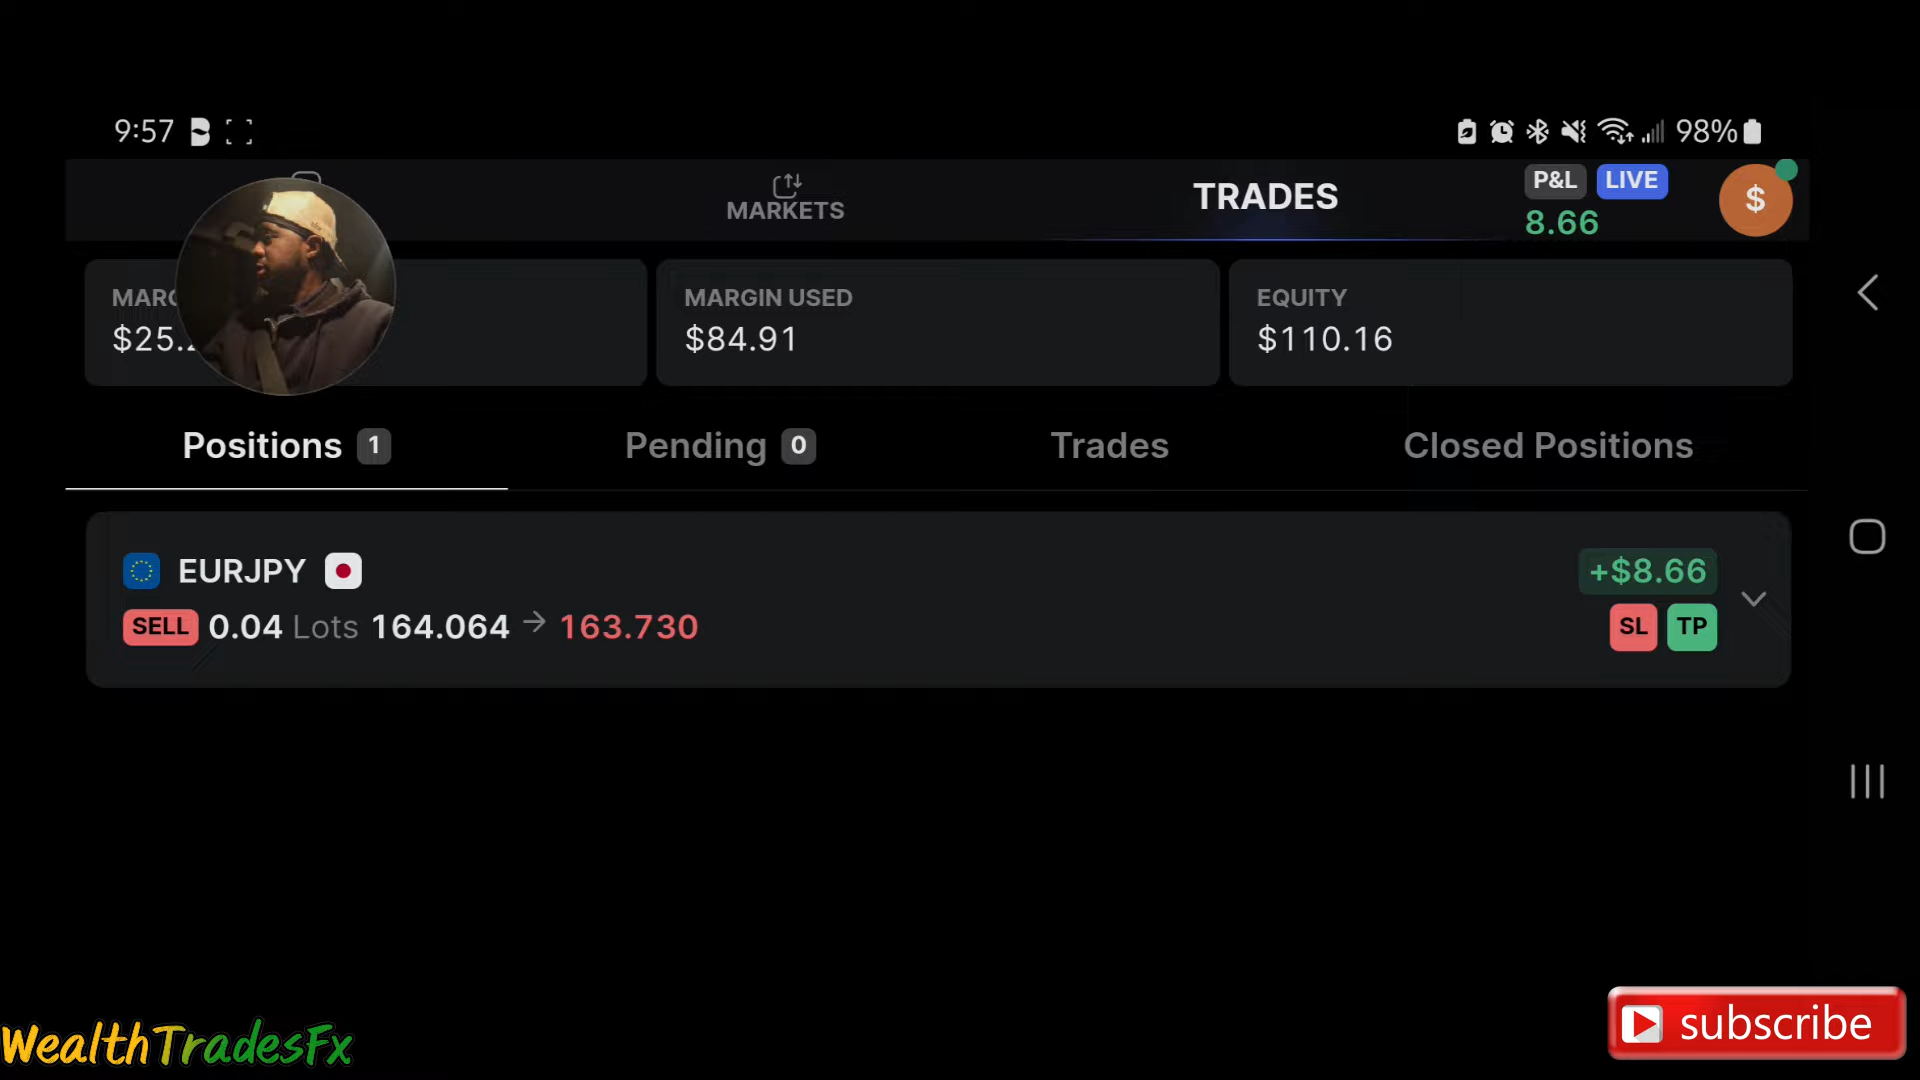 9:57
98%
MARKETS
TRADES
P&L LIVE
8.66
$
MARGIN USED
EQUITY
$84.91
$110.16
Positions 1
Pending 0
Trades
Closed Positions
EURJPY
+$8.66
SELL 0.04 Lots 164.064 → 163.730
SL TP
WealthTradesFx
subscribe